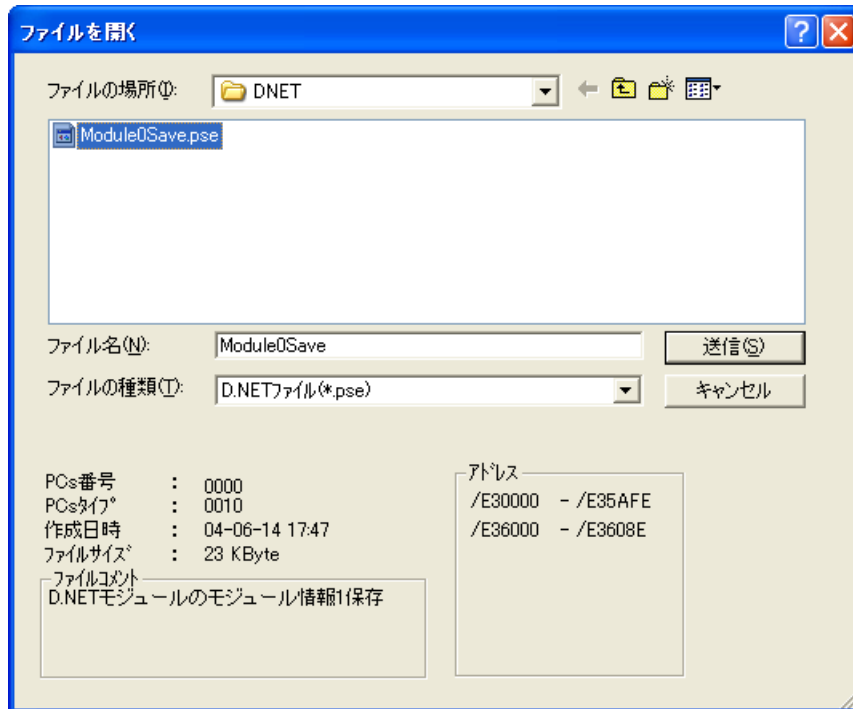 ファイルを開く
ファイルの場所(I):
DNET
Module0Save.pse
ファイル名(N):
Module0Save
送信(S)
ファイルの種類(T):
D.NETファイル(*.pse)
キャンセル
PCs番号 : 0000
PCsタイプ : 0010
作成日時 : 04-06-14 17:47
ファイルサイズ : 23 KByte
ファイルコメント
D.NETモジュールのモジュール情報1保存
アドレス
/E30000 - /E35AFE
/E36000 - /E3608E